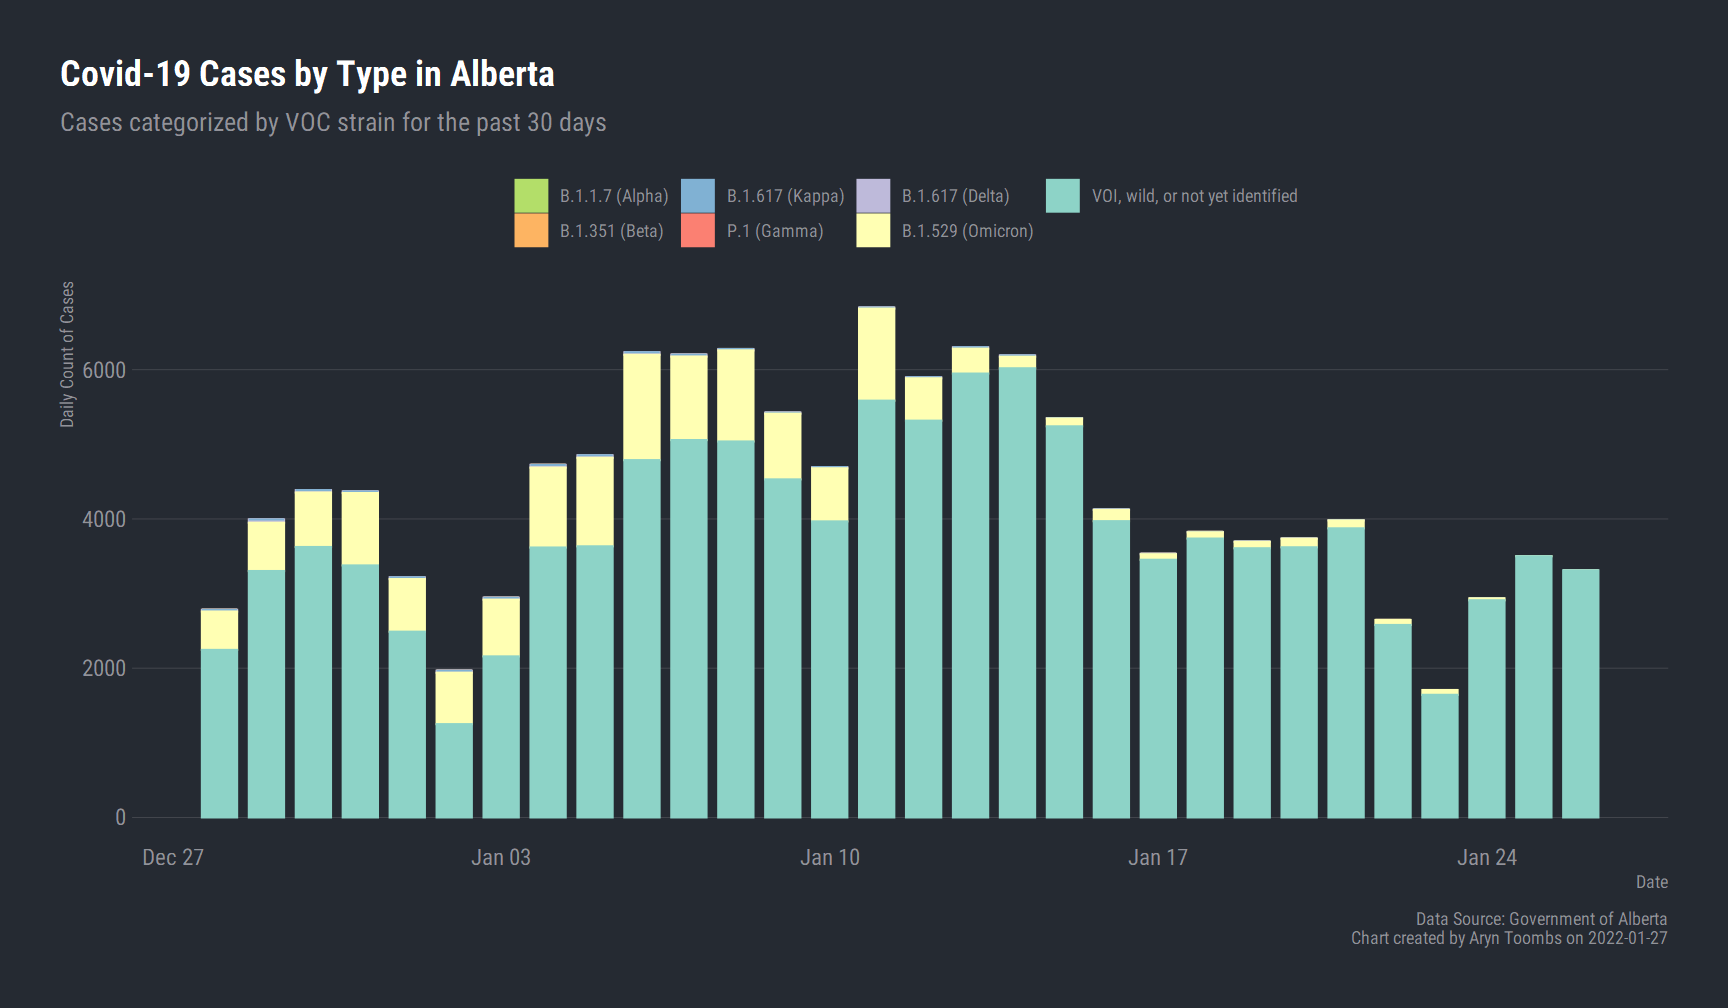 Covid-19 Cases by Type in Alberta
Cases categorized by VOC strain for the past 30 days
B.1.1.7 (Alpha) B.1.617 (Kappa) B.1.617 (Delta) VOI, wild, or not yet identified
B.1.351 (Beta) P.1 (Gamma) B.1.529 (Omicron)
Daily Count of Cases
6000
4000
2000
0
Dec 27 Jan 03 Jan 10 Jan 17 Jan 24
Date
Data Source: Government of Alberta
Chart created by Aryn Toombs on 2022-01-27